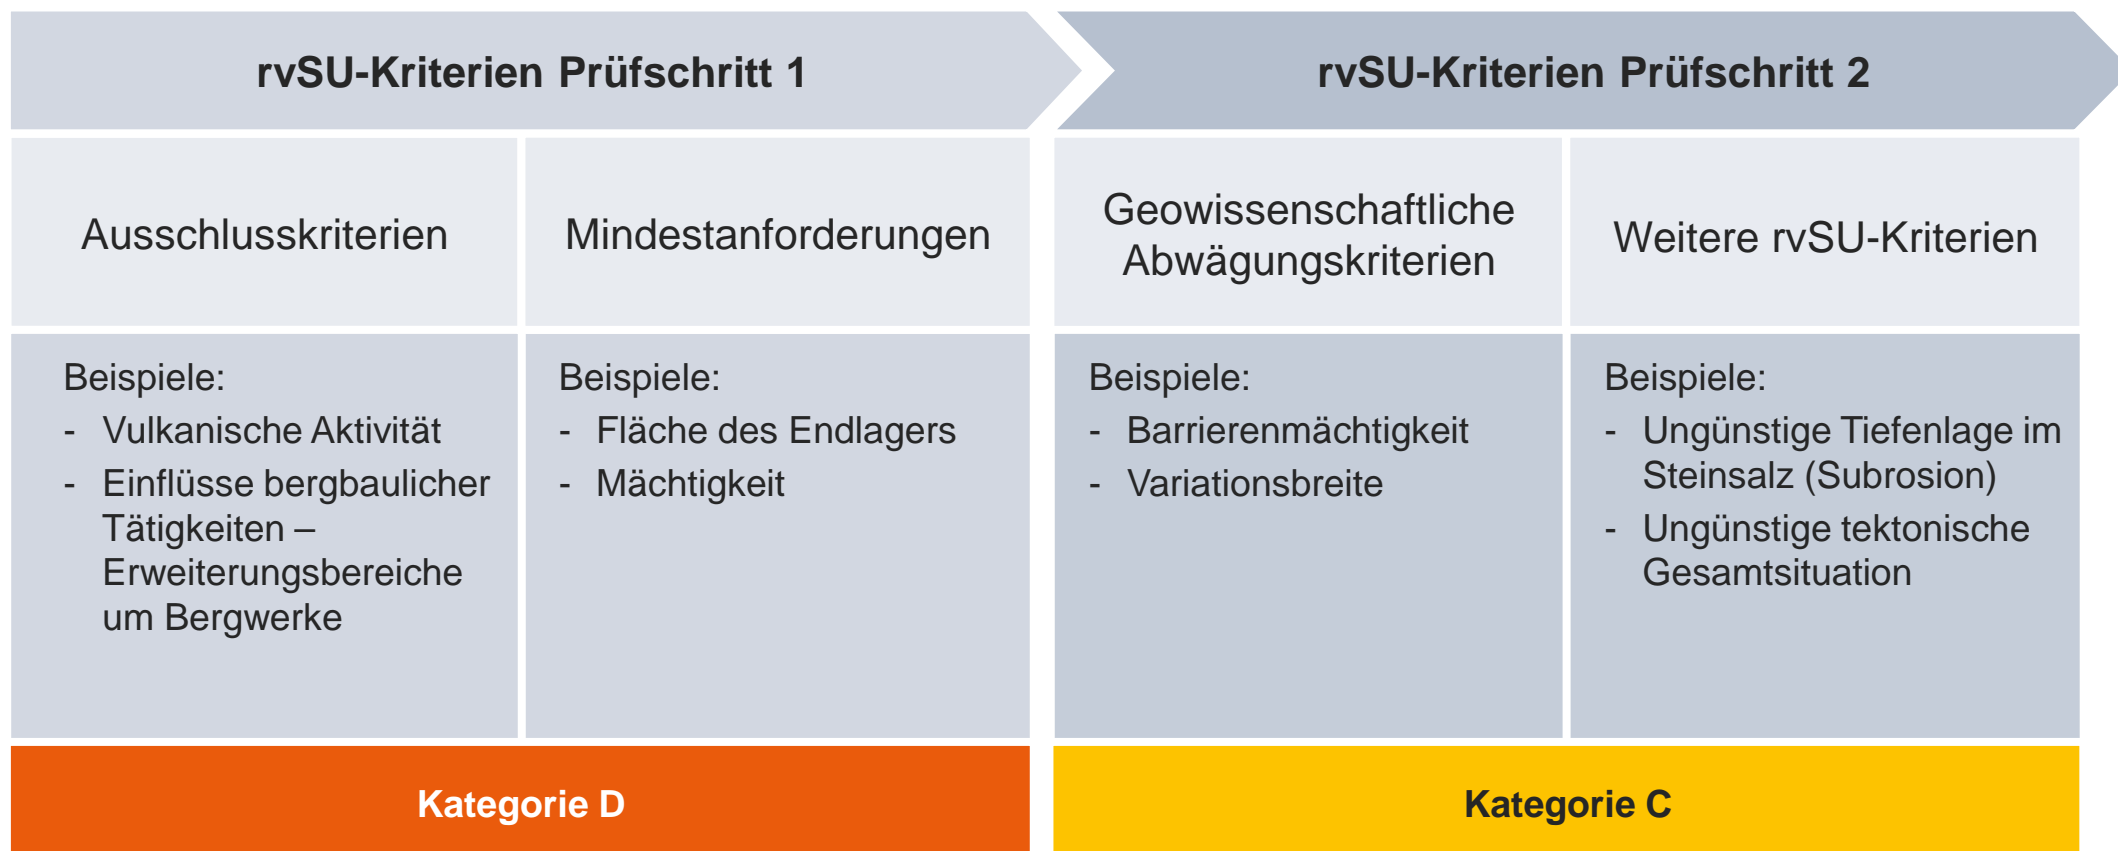 rvSU-Kriterien Prüfschritt 1
rvSU-Kriterien Prüfschritt 2
Ausschlusskriterien
Mindestanforderungen
Geowissenschaftliche
Abwägungskriterien
Weitere rvSU-Kriterien
Beispiele:
- Vulkanische Aktivität
- Einflüsse bergbaulicher
Tätigkeiten –
Erweiterungsbereiche
um Bergwerke
Beispiele:
- Fläche des Endlagers
- Mächtigkeit
Beispiele:
- Barrierenmächtigkeit
- Variationsbreite
Beispiele:
- Ungünstige Tiefenlage im
Steinsalz (Subrosion)
- Ungünstige tektonische
Gesamtsituation
Kategorie D
Kategorie C